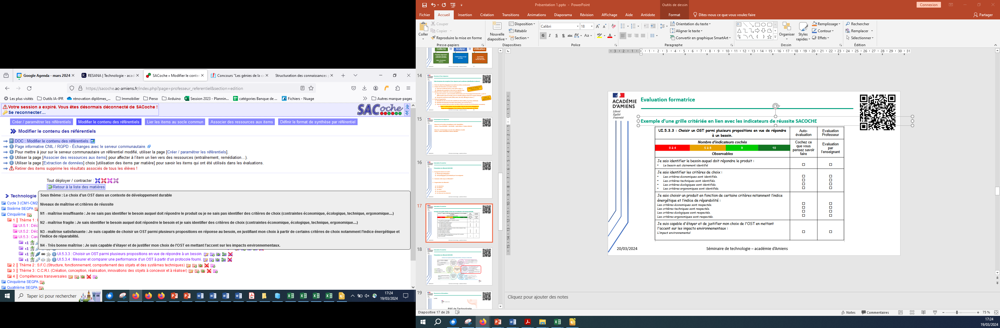 Google Agenda - mars 2024
RESANA | Technologie - acad
SACoche » Modifier le conten
Concours "Les génies de la co
Structuration des connaissances p
https://sacoche.ac-amiens.fr/index.php?page=professeur_referentiel&section=edition
Les plus visités
Outils IA-IPR
rénovation diplômes_...
Immobilier
Perso
Arduino
Session 2023 - Plannin...
catégories Banque de ...
Fichiers - Nuage
Autres marque-pages
Votre session a expiré. Vous êtes désormais déconnecté de SACoche !
Se reconnecter...
SACoche
Créer / paramétrer les référentiels
Modifier le contenu des référentiels
Lier les items au socle commun
Associer des ressources aux items
Définir le format de synthèse par référentiel
Modifier le contenu des référentiels
DOC : Modifier le contenu des référentiels.
Page informative CNIL / RGPD - Échanges avec le serveur communautaire.
Pour mettre à jour sur le serveur communautaire un référentiel modifié, utiliser la page [Créer / paramétrer les référentiels].
Utiliser la page [Associer des ressources aux items] pour affecter à l'item un lien vers des ressources (entraînement, remédiation...).
Utiliser la page [Extraction de données] choix [utilisation des items par matière] pour savoir les items qui ont été utilisés dans les évaluations.
Retirer des items supprime les résultats associés de tous les élèves !
Tout déployer / contracter :
Retour à la liste des matières
Technologie
Cycle 3 (CM1-CM2
Sixième SEGPA
Cinquième
1 Thème 1 :
UI.5.1 : Déc
UI.5.2 : Déc
UI.5.3 : Cara
Sous thème : Le choix d'un OST dans un contexte de développement durable
Niveaux de maîtrise et critères de réussite
N1 - maîtrise insuffisante : Je ne sais pas identifier le besoin auquel doit répondre le produit ou je ne sais pas identifier des critères de choix (contraintes économique, écologique, technique, ergonomique....)
N2 - maîtrise fragile : Je sais identifier le besoin auquel doit répondre le besoin et je sais identifier des critères de choix (contraintes économique, écologique, technique, ergonomique....)
N3 - maîtrise satisfaisante : Je suis capable de choisir un OST parmi plusieurs propositions en réponse au besoin, en justifiant mon choix à partir de certains critères de choix notamment l'indice énergétique et
l'indice de réparabilité.
N4 - Très bonne maîtrise : Je suis capable d'étayer et de justifier mon choix de l'OST en mettant l'accent sur les impacts environnementaux.
x1
x1
x1 UI.5.3.3 : Choisir un OST parmi plusieurs propositions en vue de répondre à un besoin.
x1 UI.5.3.4 : Mesurer et comparer une performance d'un OST à partir d'un protocole fourni.
2 Thème 2 : S.F.C.(Structure, fonctionnement, comportement des objets et des systèmes techniques)
3 Thème 3 : C.C.R.I. (Création, conception, réalisation, innovations des objets à concevoir et à réaliser)
4 Compétences transversales
Cinquième SEGPA
Quatrième SEGPA
Taper ici pour rechercher
17:24
19/03/2024
Présentation 1.pptx - PowerPoint
Outils de dessin
Connexion
Fichier
Accueil
Insertion
Création
Transitions
Animations
Diaporama
Révision
Affichage
Aide
Antidote
Format
Dites-nous ce que vous voulez faire
Partager
Coller
Couper
Copier
Reproduire la mise en forme
Presse-papiers
Nouvelle
diapositive
Disposition
Rétablir
Section
Diapositives
Calibri
18
Police
Orientation du texte
Aligner le texte
Convertir en graphique SmartArt
Paragraphe
Organiser
Styles
rapides
Remplissage
Contour
Effets
Dessin
Rechercher
Remplacer
Sélectionner
Édition
Collecte
Analyse
Utilisation
14
15
16
17
18
19
PAF de Technologie
ACADÉMIE
D'AMIENS
Liberté
Égalité
Fraternité
Evaluation formatrice
Exemple d'une grille critériée en lien avec les indicateurs de réussite SACOCHE
UI.5.3.3 : Choisir un OST parmi plusieurs propositions en vue de répondre
à un besoin.
Auto-
évaluation
Evaluation
Professeur
Nombre d'indicateurs cochés
0 à 4
5 à 8
9
10
Observables
Cochez ce
que vous
pensez savoir
faire
Evaluation
par
l'enseignant
Je sais identifier le besoin auquel doit répondre le produit :
• Le besoin est clairement identifié
Je sais identifier les critères de choix :
• Les critères économiques sont identifiés.
• Les critères techniques sont identifiés.
• Les critères écologiques sont identifiés.
• Les critères ergonomiques sont identifiés.
Je sais choisir un produit en fonction de certains critères notamment l'indice
énergétique et l'indice de réparabilité :
Les critères économiques sont respectés.
Les critères techniques sont respectés.
Les critères écologiques sont respectés.
Les critères ergonomiques sont respectés.
Je suis capable d'étayer et de justifier mon choix de l'OST en mettant
l'accent sur les impacts environnementaux :
L'impact environnemental
20/03/2024
Séminaire de technologie – académie d'Amiens
Cliquez pour ajouter des notes
Diapositive 17 de 26
Notes
Commentaires
75 %
17:24
19/03/2024